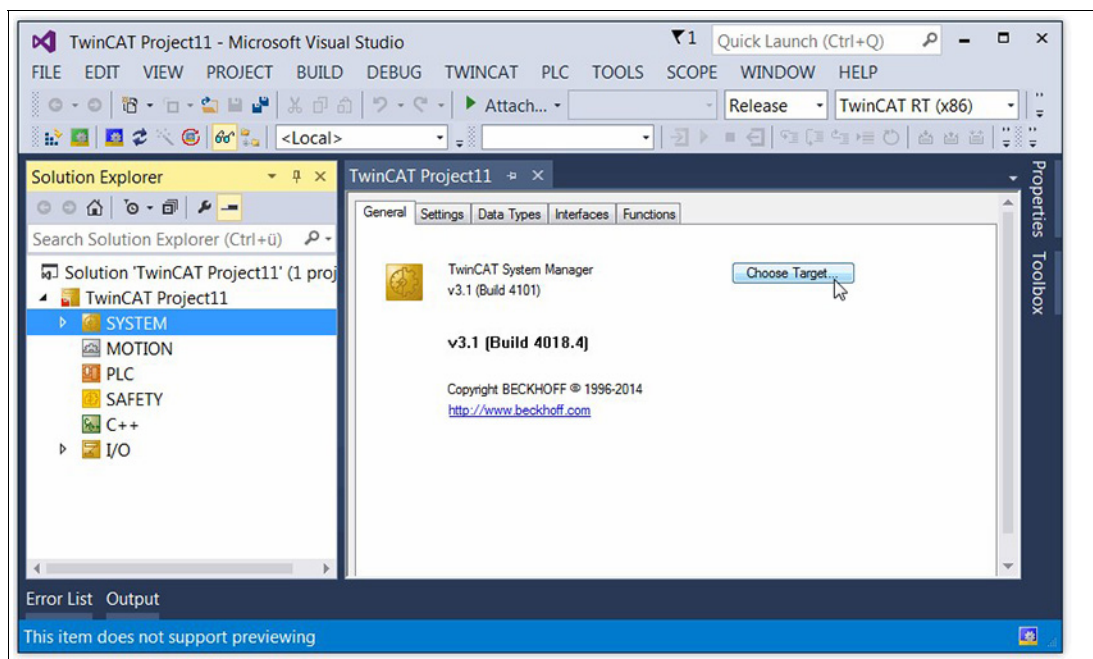 TwinCAT Project11 - Microsoft Visual Studio
1
Quick Launch (Ctrl+Q)
FILE EDIT VIEW PROJECT BUILD DEBUG TWINCAT PLC TOOLS SCOPE WINDOW HELP
Attach...
Release
TwinCAT RT (x86)
<Local>
Solution Explorer
Search Solution Explorer (Ctrl+ü)
Solution 'TwinCAT Project11' (1 proj
TwinCAT Project11
SYSTEM
MOTION
PLC
SAFETY
C++
I/O
TwinCAT Project11
General Settings Data Types Interfaces Functions
TwinCAT System Manager
v3.1 (Build 4101)
Choose Target...
v3.1 (Build 4018.4)
Copyright BECKHOFF © 1996-2014
http://www.beckhoff.com
Properties
Toolbox
Error List Output
This item does not support previewing